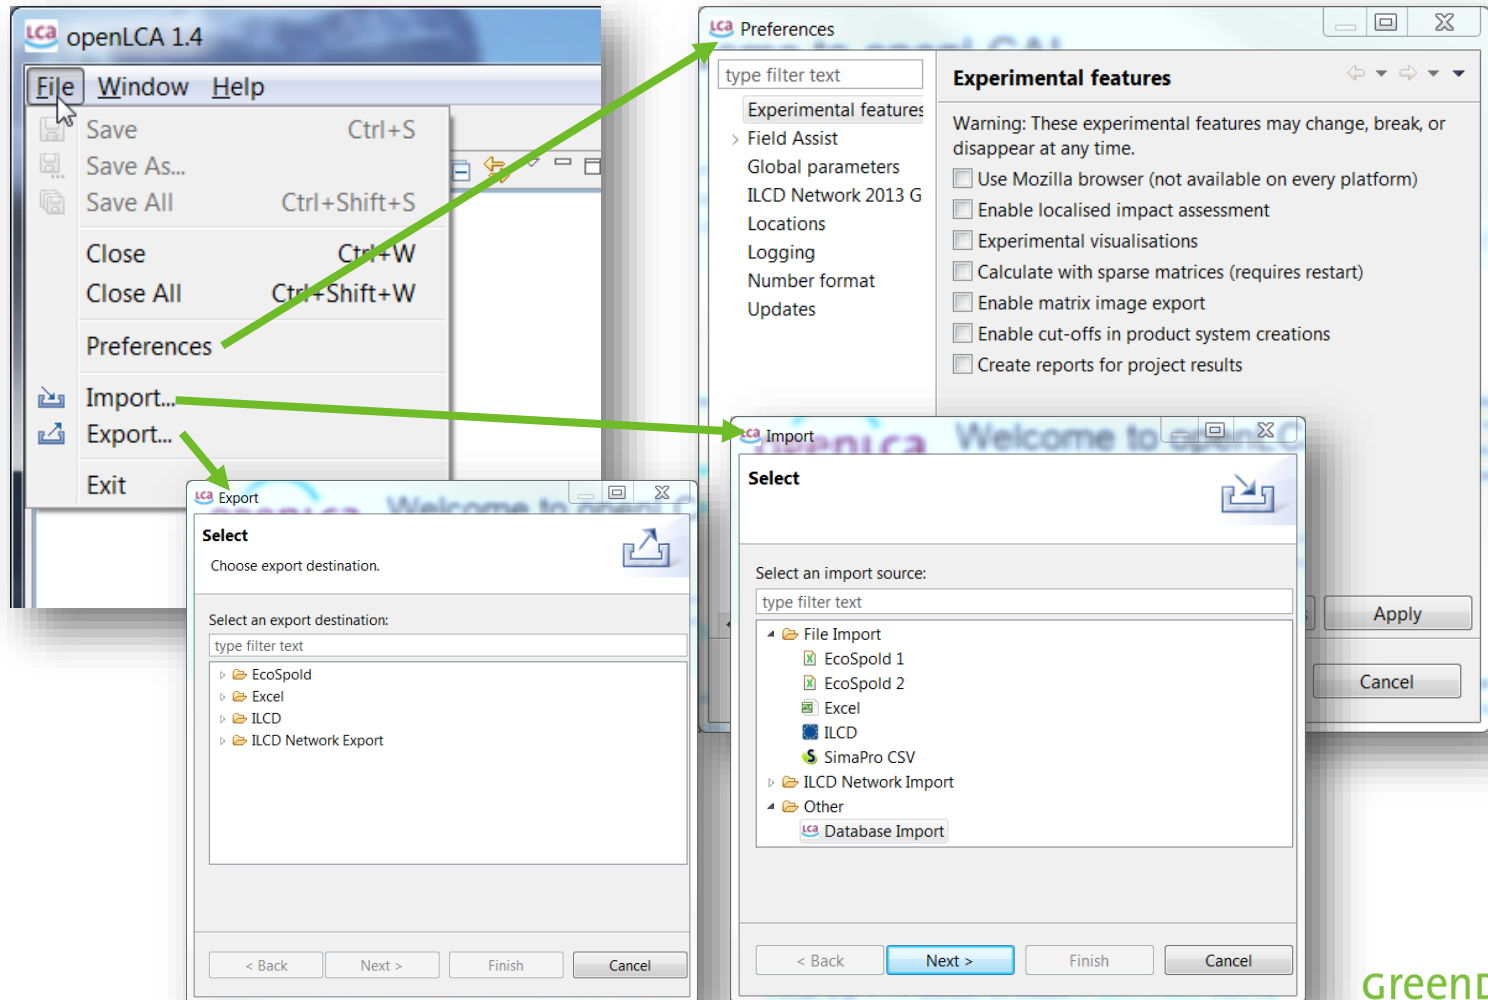 openLCA 1.4
File Window Help
Save Ctrl+S
Save As...
Save All Ctrl+Shift+S
Close Ctrl+W
Close All Ctrl+Shift+W
Preferences
Import...
Export...
Exit
Preferences
type filter text
Experimental features
Field Assist
Global parameters
ILCD Network 2013 G
Locations
Logging
Number format
Updates
Experimental features
Warning: These experimental features may change, break, or
disappear at any time.
Use Mozilla browser (not available on every platform)
Enable localised impact assessment
Experimental visualisations
Calculate with sparse matrices (requires restart)
Enable matrix image export
Enable cut-offs in product system creations
Create reports for project results
Apply
Cancel
Export
Select
Choose export destination.
Select an export destination:
type filter text
EcoSpold
Excel
ILCD
ILCD Network Export
< Back Next > Finish Cancel
Import
Welcome to openLC
Select
Select an import source:
type filter text
File Import
EcoSpold 1
EcoSpold 2
Excel
ILCD
SimaPro CSV
ILCD Network Import
Other
Database Import
< Back Next > Finish Cancel